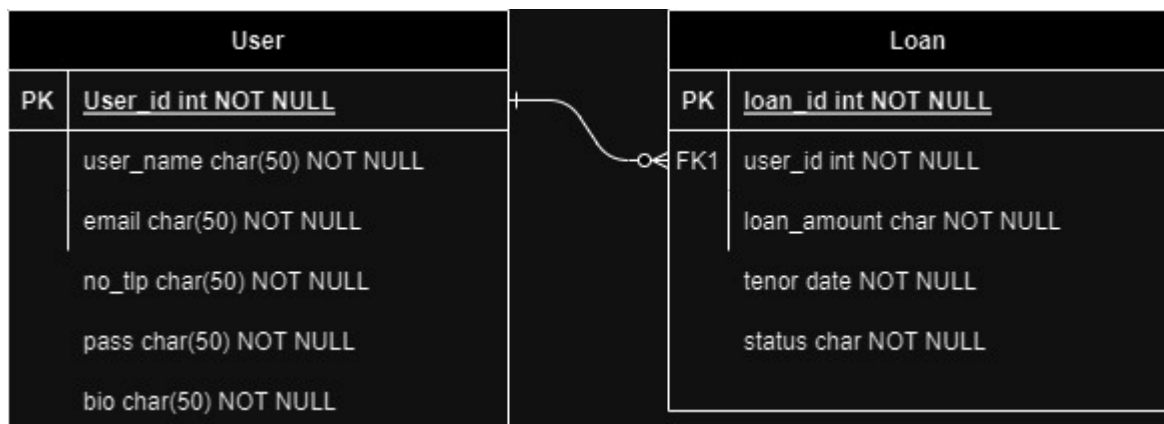 User
PK User_id int NOT NULL
user_name char(50) NOT NULL
email char(50) NOT NULL
no_tlp char(50) NOT NULL
pass char(50) NOT NULL
bio char(50) NOT NULL
Loan
PK loan_id int NOT NULL
FK1 user_id int NOT NULL
loan_amount char NOT NULL
tenor date NOT NULL
status char NOT NULL